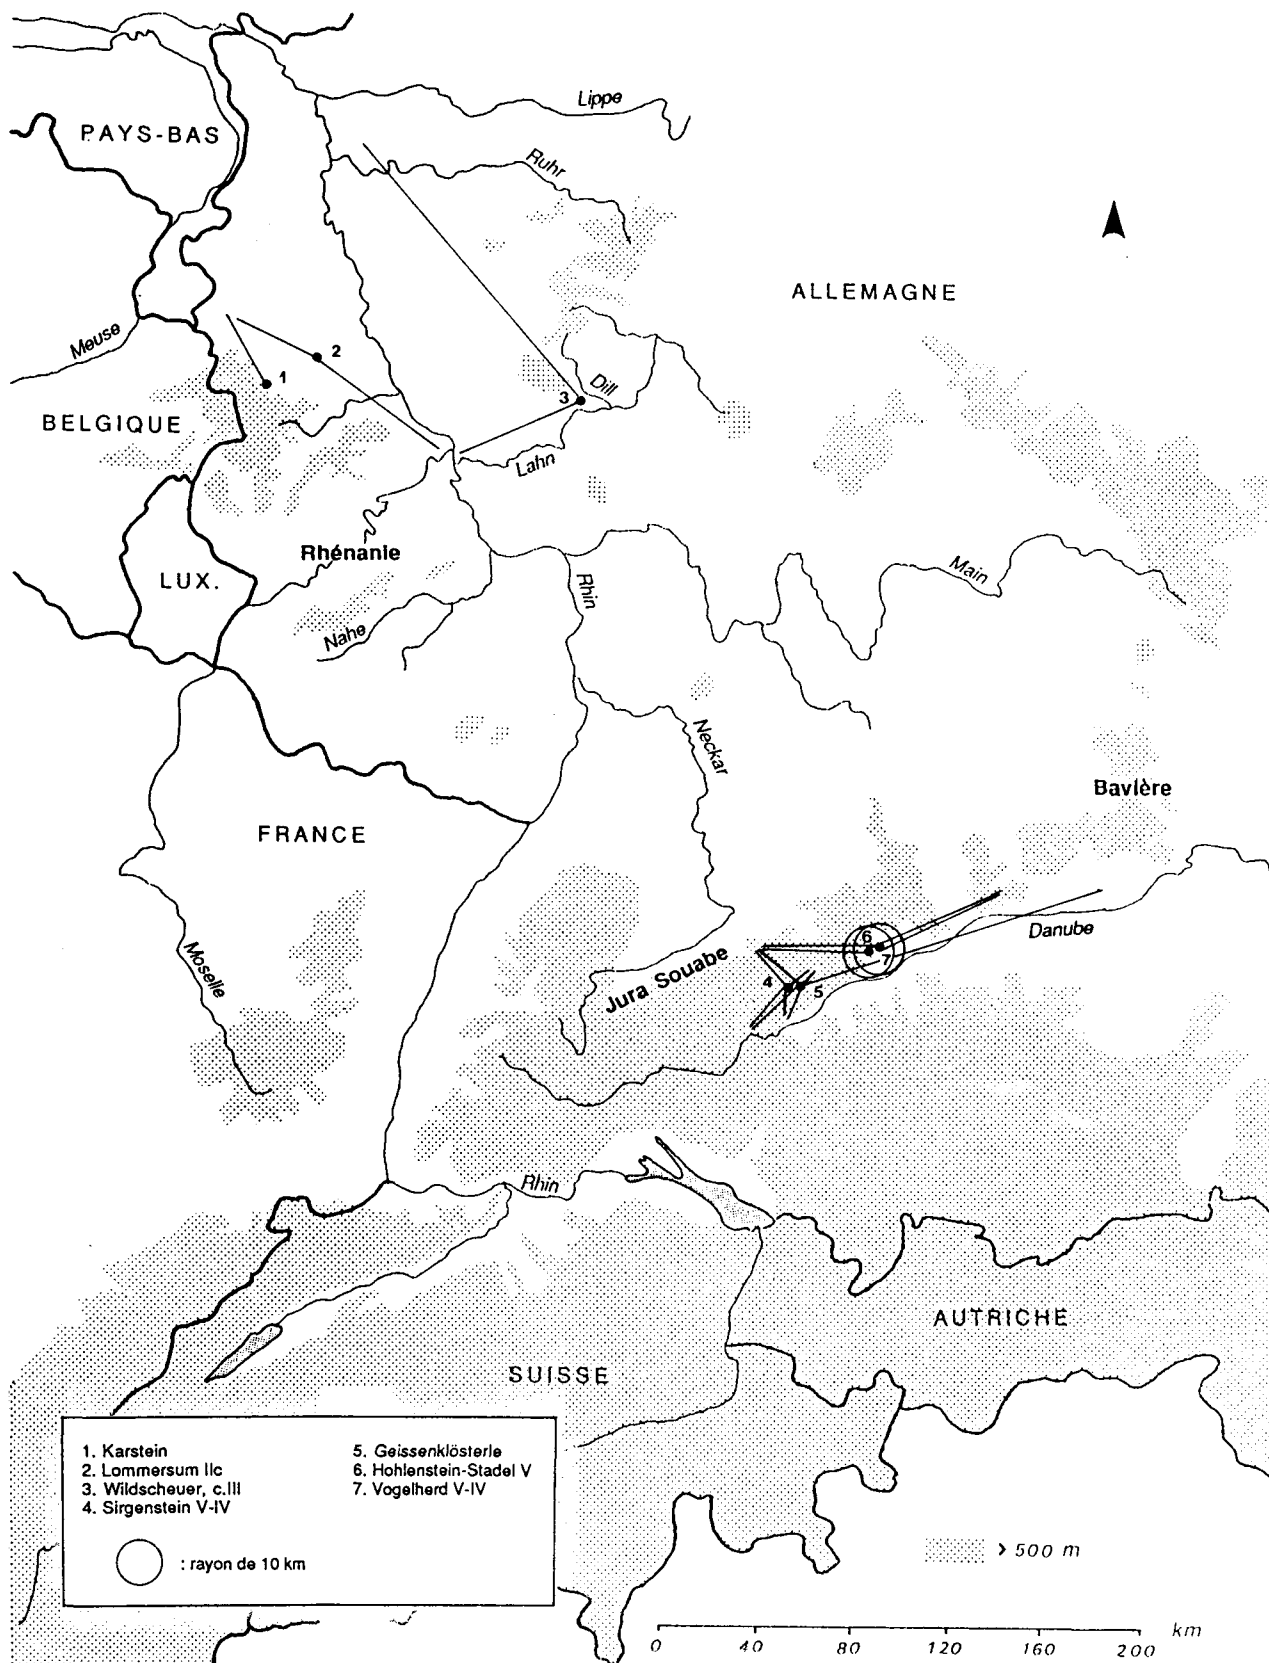 Lippe
PAYS-BAS
Ruhr
ALLEMAGNE
Meuse
2
1
3
Dill
BELGIQUE
Lahn
Rhénanie
LUX.
Rhin
Main
Nahe
Neckar
Bavière
FRANCE
Moselle
Jura Souabe
6
7
4
5
Danube
Rhin
AUTRICHE
SUISSE
1. Karstein
2. Lommersum IIc
3. Wildscheuer, c.III
4. Sirgenstein V-IV
5. Geissenklösterle
6. Hohlenstein-Stadel V
7. Vogelherd V-IV
: rayon de 10 km
> 500 m
km
0 40 80 120 160 200